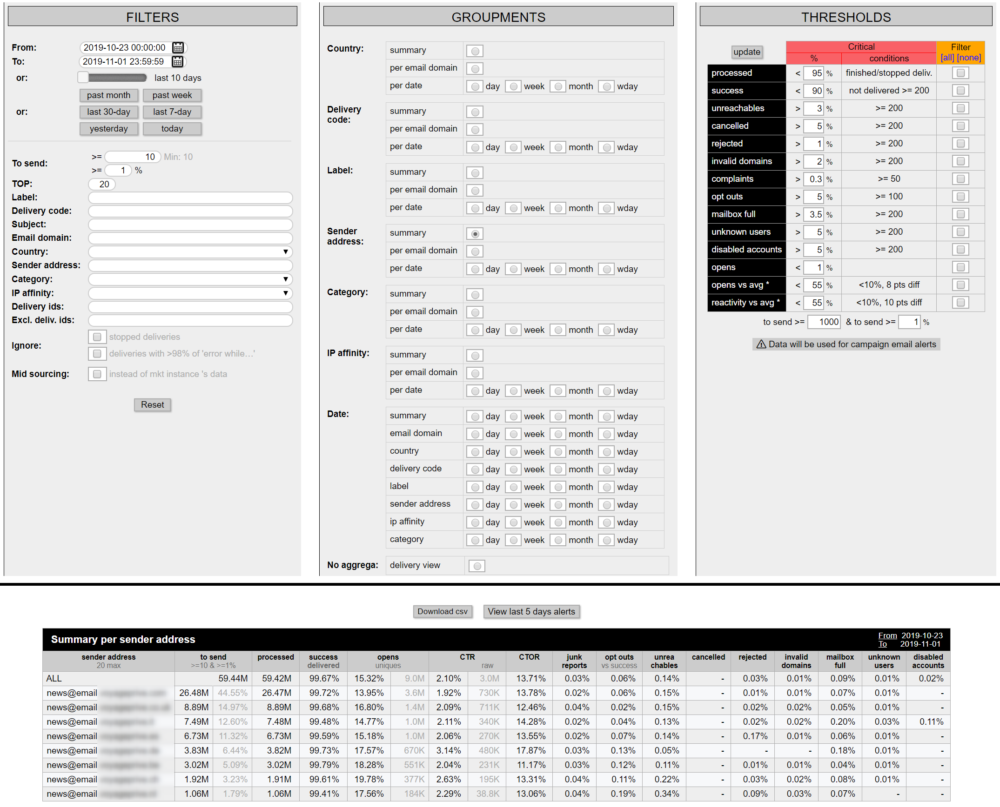 FILTERS
From: 2019-10-23 00:00:00
To: 2019-11-01 23:59:59
or: last 10 days
past month past week
or: last 30-day last 7-day
yesterday today
To send: >= 10 Min: 10
>= 1 %
TOP: 20
Label:
Delivery code:
Subject:
Email domain:
Country: ▼
Sender address:
Category: ▼
IP affinity: ▼
Delivery ids:
Excl. deliv. ids:
Ignore: stopped deliveries
deliveries with >98% of 'error while…'
Mid sourcing: instead of mkt instance 's data
Reset
GROUPMENTS
Country: summary
per email domain
per date day week month wday
Delivery code: summary
per email domain
per date day week month wday
Label: summary
per email domain
per date day week month wday
Sender address: summary
per email domain
per date day week month wday
Category: summary
per email domain
per date day week month wday
IP affinity: summary
per email domain
per date day week month wday
Date: summary day week month wday
email domain day week month wday
country day week month wday
delivery code day week month wday
label day week month wday
sender address day week month wday
ip affinity day week month wday
category day week month wday
No aggrega: delivery view
THRESHOLDS
update Critical Filter
% conditions [all] [none]
processed < 95 % finished/stopped deliv.
success < 90 % not delivered >= 200
unreachables > 3 % >= 200
cancelled > 5 % >= 200
rejected > 1 % >= 200
invalid domains > 2 % >= 200
complaints > 0.3 % >= 50
opt outs > 5 % >= 100
mailbox full > 3.5 % >= 200
unknown users > 5 % >= 200
disabled accounts > 5 % >= 200
opens < 1 %
opens vs avg * < 55 % <10%, 8 pts diff
reactivity vs avg * < 55 % <10%, 10 pts diff
to send >= 1000 & to send >= 1 %
⚠ Data will be used for campaign email alerts
Download csv View last 5 days alerts
Summary per sender address From 2019-10-23
To 2019-11-01
sender address to send processed success opens CTR CTOR junk opt outs unrea cancelled rejected invalid mailbox unknown disabled
20 max >=10 & >=1% delivered uniques raw reports vs success chables domains full users accounts
ALL 59.44M 59.42M 99.67% 15.32% 9.0M 2.10% 3.0M 13.71% 0.03% 0.06% 0.14% - 0.03% 0.01% 0.09% 0.01% 0.02%
news@email 26.48M 44.55% 26.47M 99.72% 13.95% 3.6M 1.92% 730K 13.78% 0.02% 0.06% 0.15% - 0.01% 0.01% 0.07% 0.01% -
news@email 8.89M 14.97% 8.89M 99.68% 16.80% 1.4M 2.09% 711K 12.46% 0.04% 0.02% 0.15% - 0.02% 0.02% 0.05% 0.01% -
news@email 7.49M 12.60% 7.48M 99.48% 14.77% 1.0M 2.11% 340K 14.28% 0.02% 0.04% 0.13% - 0.02% 0.02% 0.20% 0.03% 0.11%
news@email 6.73M 11.32% 6.73M 99.59% 15.18% 1.0M 2.06% 270K 13.55% 0.02% 0.07% 0.14% - 0.17% 0.01% 0.06% 0.01% -
news@email 3.83M 6.44% 3.82M 99.73% 17.57% 670K 3.14% 480K 17.87% 0.03% 0.13% 0.05% - - - 0.18% 0.01% -
news@email 3.02M 5.09% 3.02M 99.79% 18.28% 551K 2.04% 231K 11.17% 0.03% 0.12% 0.11% - 0.01% 0.01% 0.04% 0.01% -
news@email 1.92M 3.23% 1.91M 99.61% 19.78% 377K 2.63% 195K 13.31% 0.04% 0.11% 0.22% - 0.03% 0.02% 0.08% 0.01% -
news@email 1.06M 1.79% 1.06M 99.41% 17.56% 184K 2.29% 38.8K 13.06% 0.04% 0.19% 0.34% - 0.09% 0.03% 0.07% - -